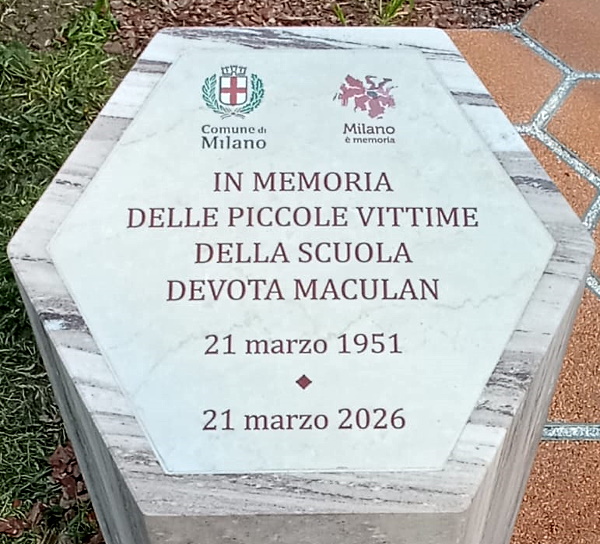 Comune di
Milano
Milano
è memoria
IN MEMORIA
DELLE PICCOLE VITTIME
DELLA SCUOLA
DEVOTA MACULAN
21 marzo 1951
21 marzo 2026